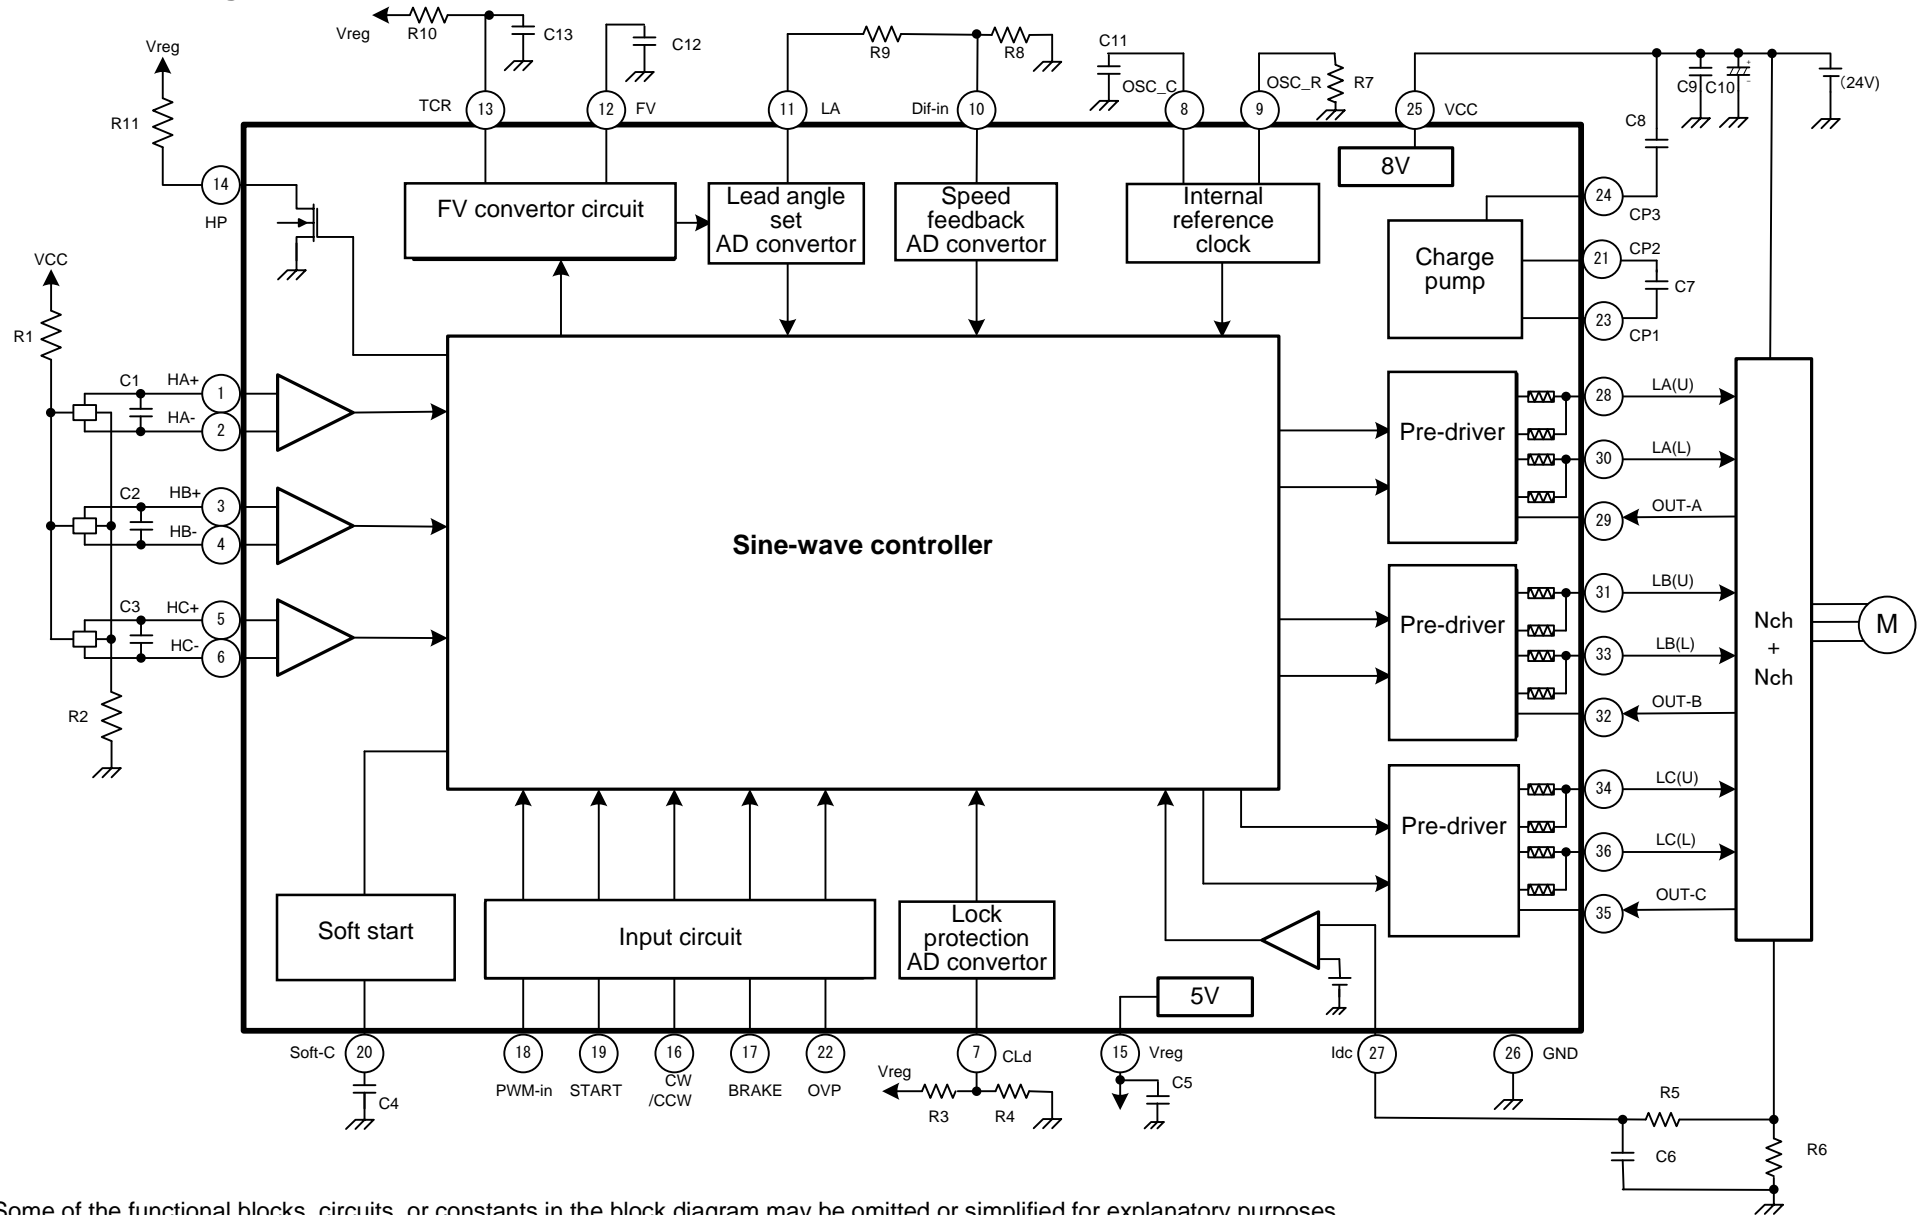 Vreg
R10
C13
C12
R9
R8
C11
OSC_C
OSC_R
R7
Vreg
R11
TCR
13
12
FV
11
LA
Dif-in
10
8
9
25
VCC
C9
C10
+
-
(24V)
C8
14
HP
FV convertor circuit
Lead angle
set
AD convertor
Speed
feedback
AD convertor
Internal
reference
clock
8V
24
CP3
Charge
pump
21
CP2
C7
23
CP1
VCC
R1
C1
HA+
1
HA-
2
C2
HB+
3
HB-
4
C3
HC+
5
HC-
6
R2
Sine-wave controller
Pre-driver
28
LA(U)
30
LA(L)
29
OUT-A
Pre-driver
31
LB(U)
33
LB(L)
32
OUT-B
Pre-driver
34
LC(U)
36
LC(L)
35
OUT-C
Nch
+
Nch
M
Soft start
Input circuit
Lock
protection
AD convertor
5V
Soft-C
20
C4
18
PWM-in
19
START
16
CW
/CCW
17
BRAKE
22
OVP
7
CLd
Vreg
R3
R4
15
Vreg
C5
Idc
27
26
GND
R5
C6
R6
Some of the functional blocks, circuits, or constants in the block diagram may be omitted or simplified for explanatory purposes